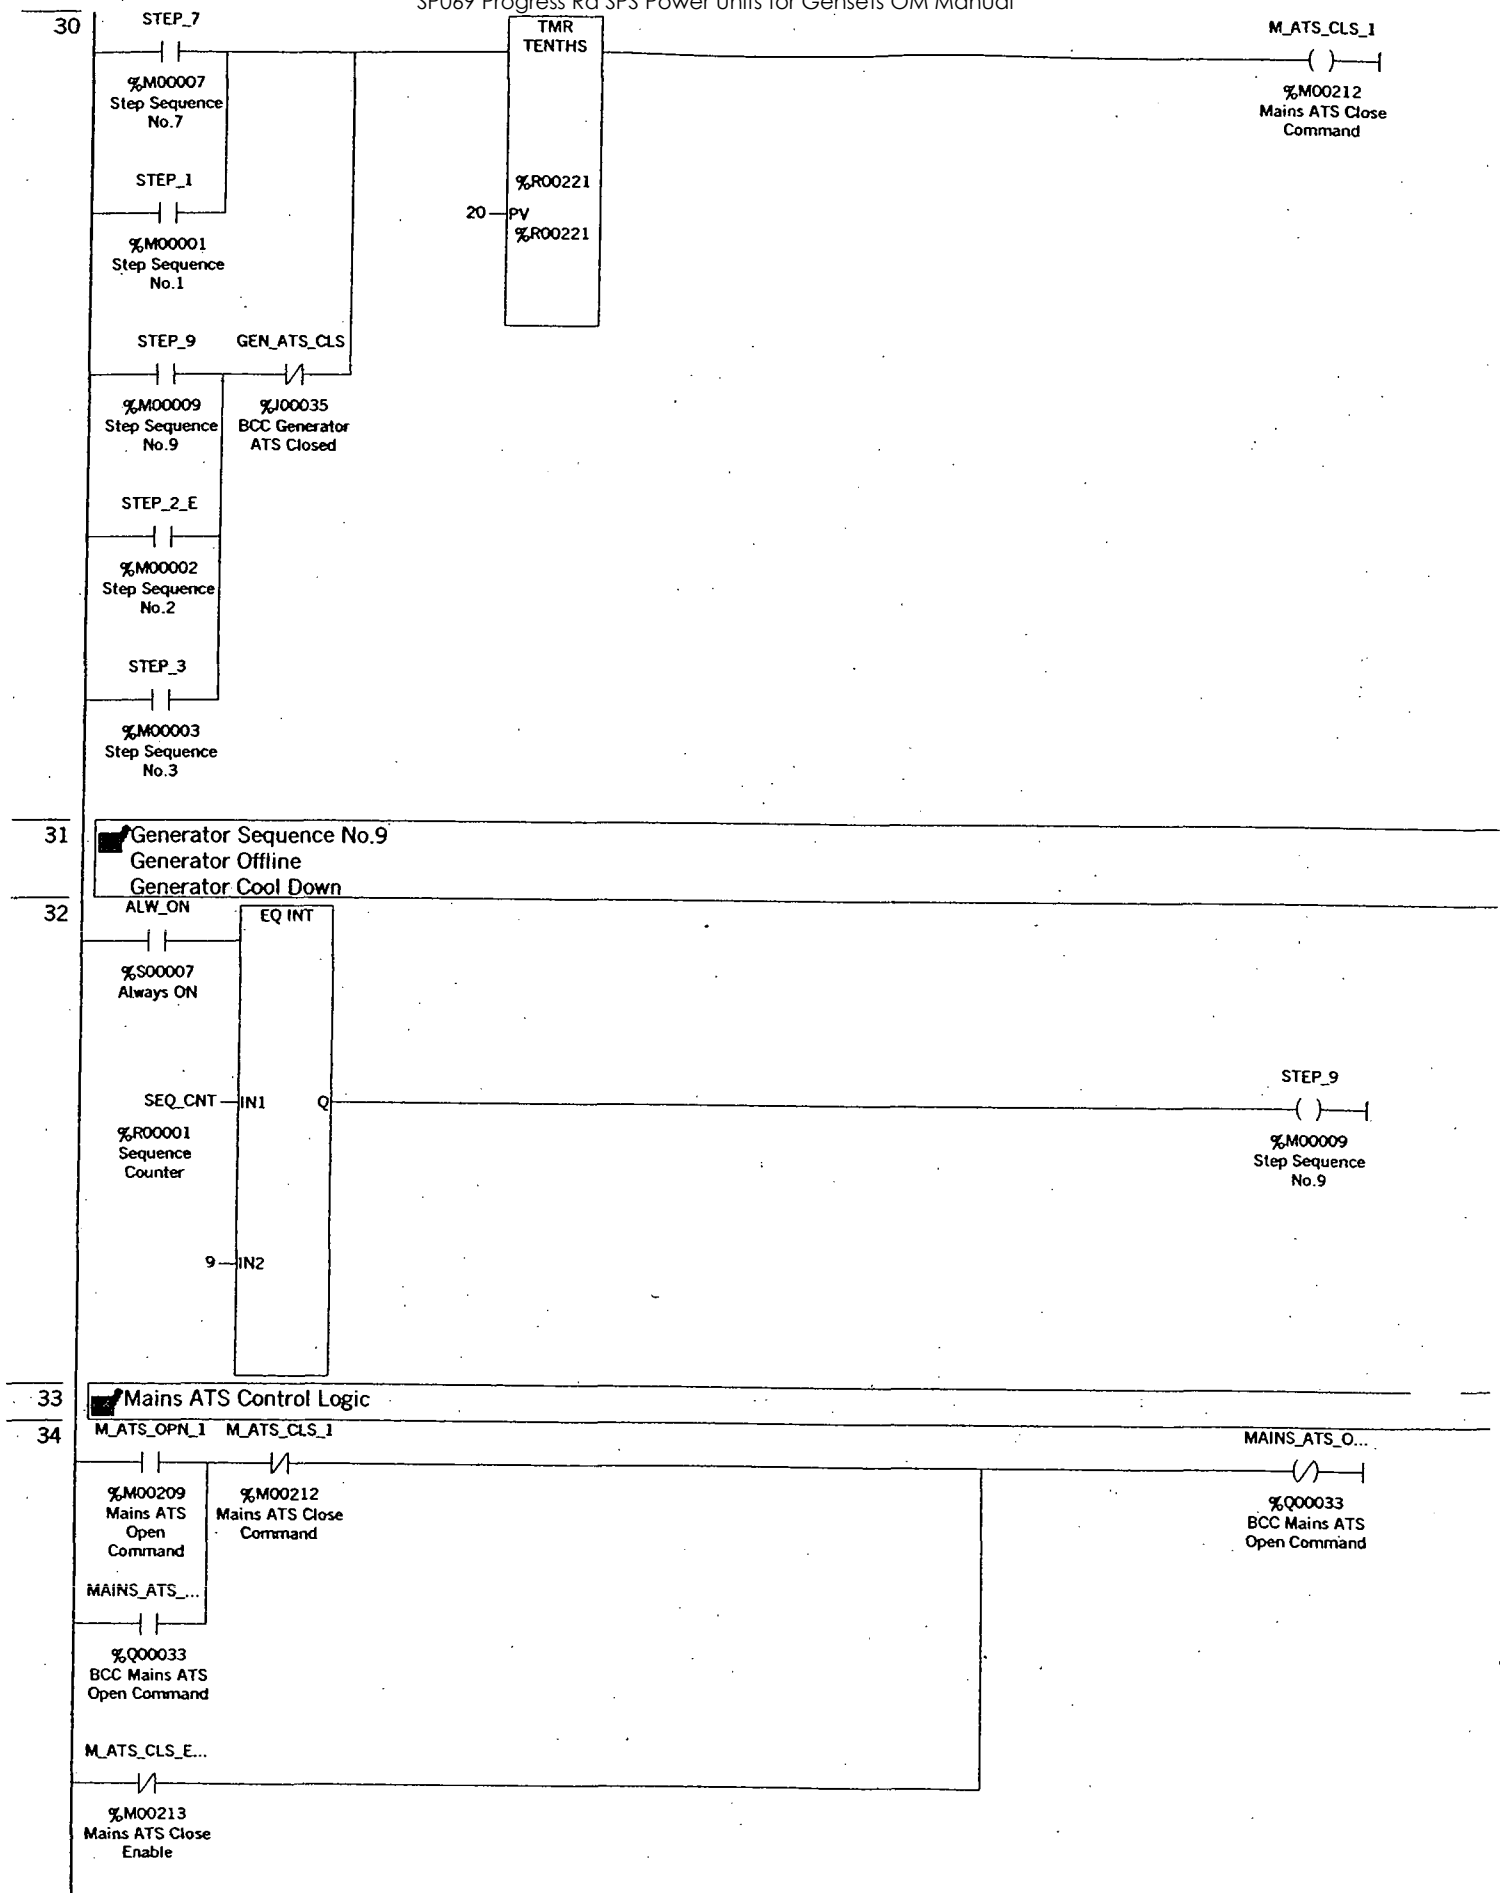 SP069 Progress Rd SPS Power Units for Gensets OM Manual
30
STEP_7
TMR
TENTHS
M_ATS_CLS_1
%M00007
Step Sequence
No.7
%M00212
Mains ATS Close
Command
STEP_1
%R00221
20
PV
%R00221
%M00001
Step Sequence
No.1
STEP_9 GEN_ATS_CLS
%M00009
Step Sequence
No.9
%J00035
BCC Generator
ATS Closed
STEP_2_E
%M00002
Step Sequence
No.2
STEP_3
%M00003
Step Sequence
No.3
31
Generator Sequence No.9
Generator Offline
Generator Cool Down
32
ALW_ON
EQ INT
%S00007
Always ON
STEP_9
SEQ_CNT IN1 Q
%R00001
Sequence
Counter
%M00009
Step Sequence
No.9
9 IN2
33
Mains ATS Control Logic
34
M_ATS_OPN_1 M_ATS_CLS_1
MAINS_ATS_O...
%M00209
Mains ATS
Open
Command
%M00212
Mains ATS Close
Command
%Q00033
BCC Mains ATS
Open Command
MAINS_ATS_...
%Q00033
BCC Mains ATS
Open Command
M_ATS_CLS_E...
%M00213
Mains ATS Close
Enable